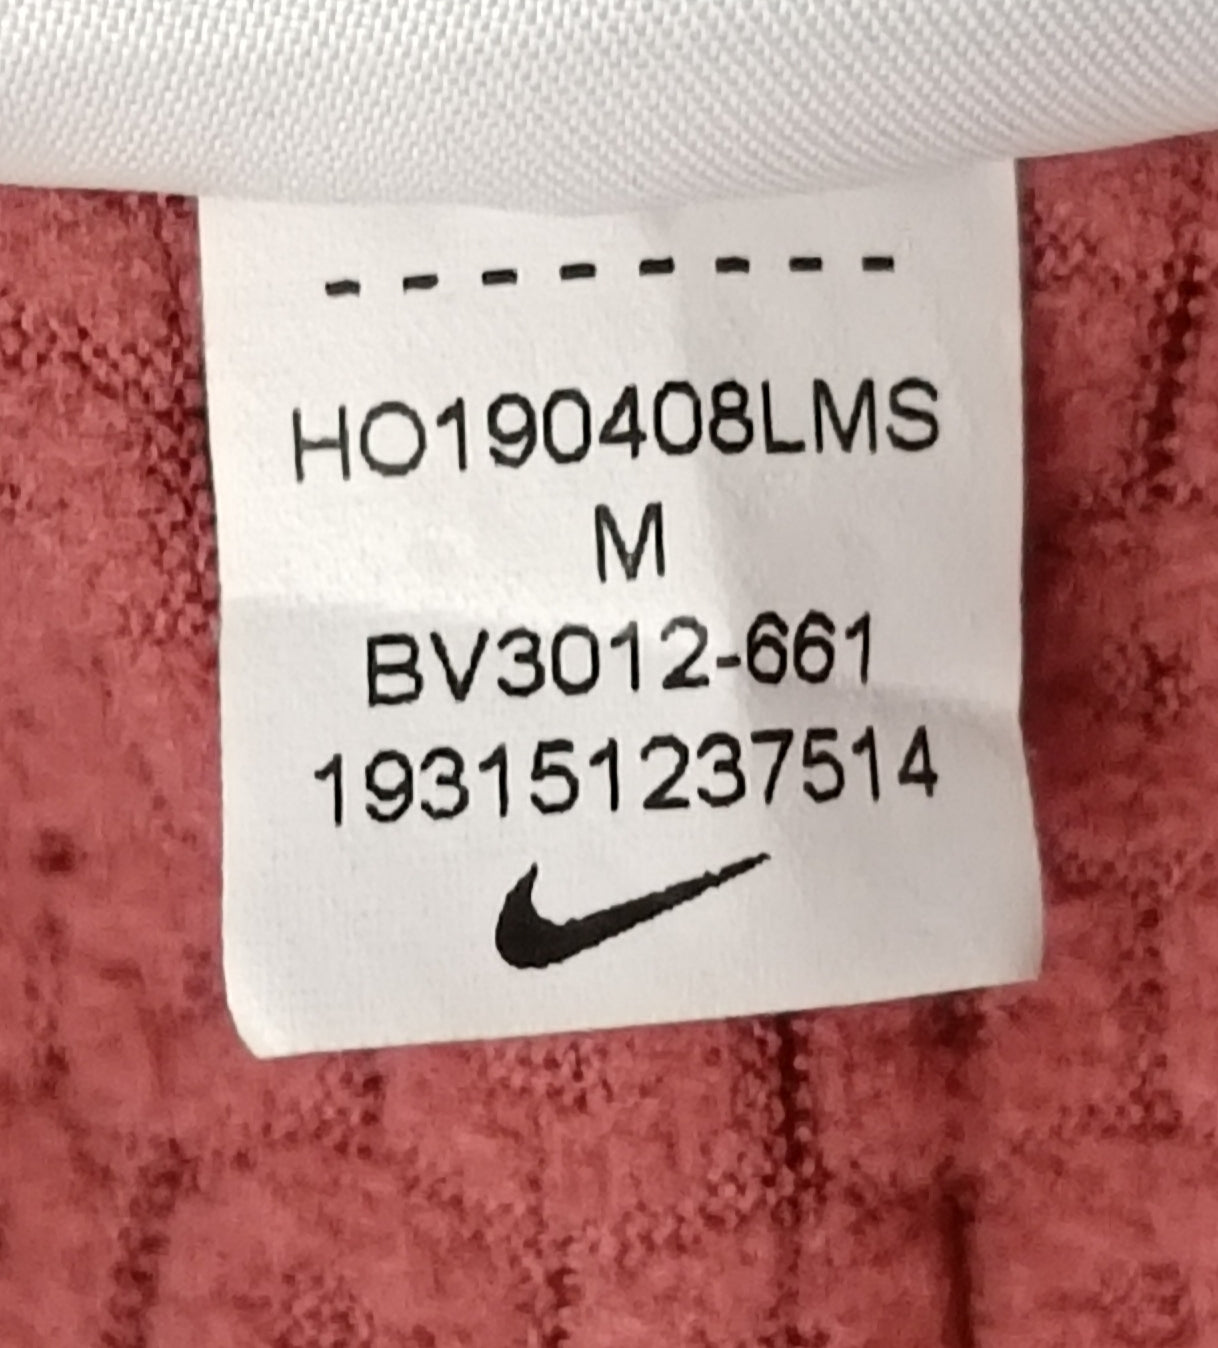 --------
HO190408LMS
M
BV3012-661
193151237514